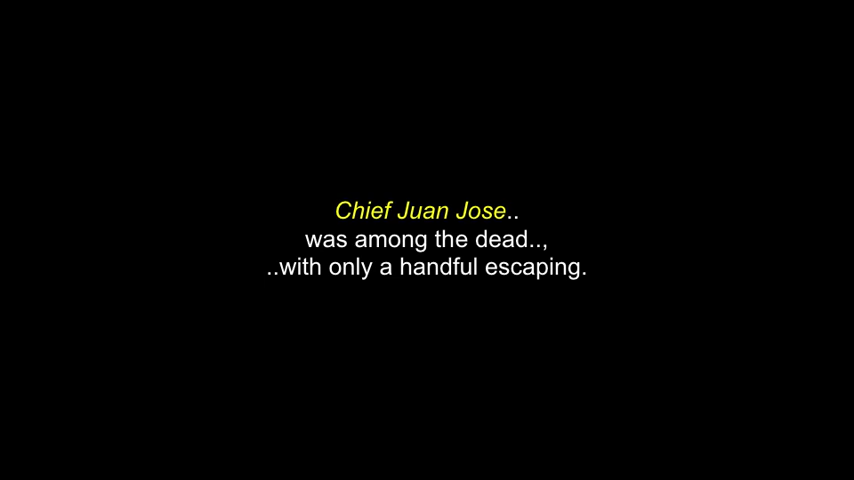 Chief Juan Jose..
was among the dead..,
..with only a handful escaping.